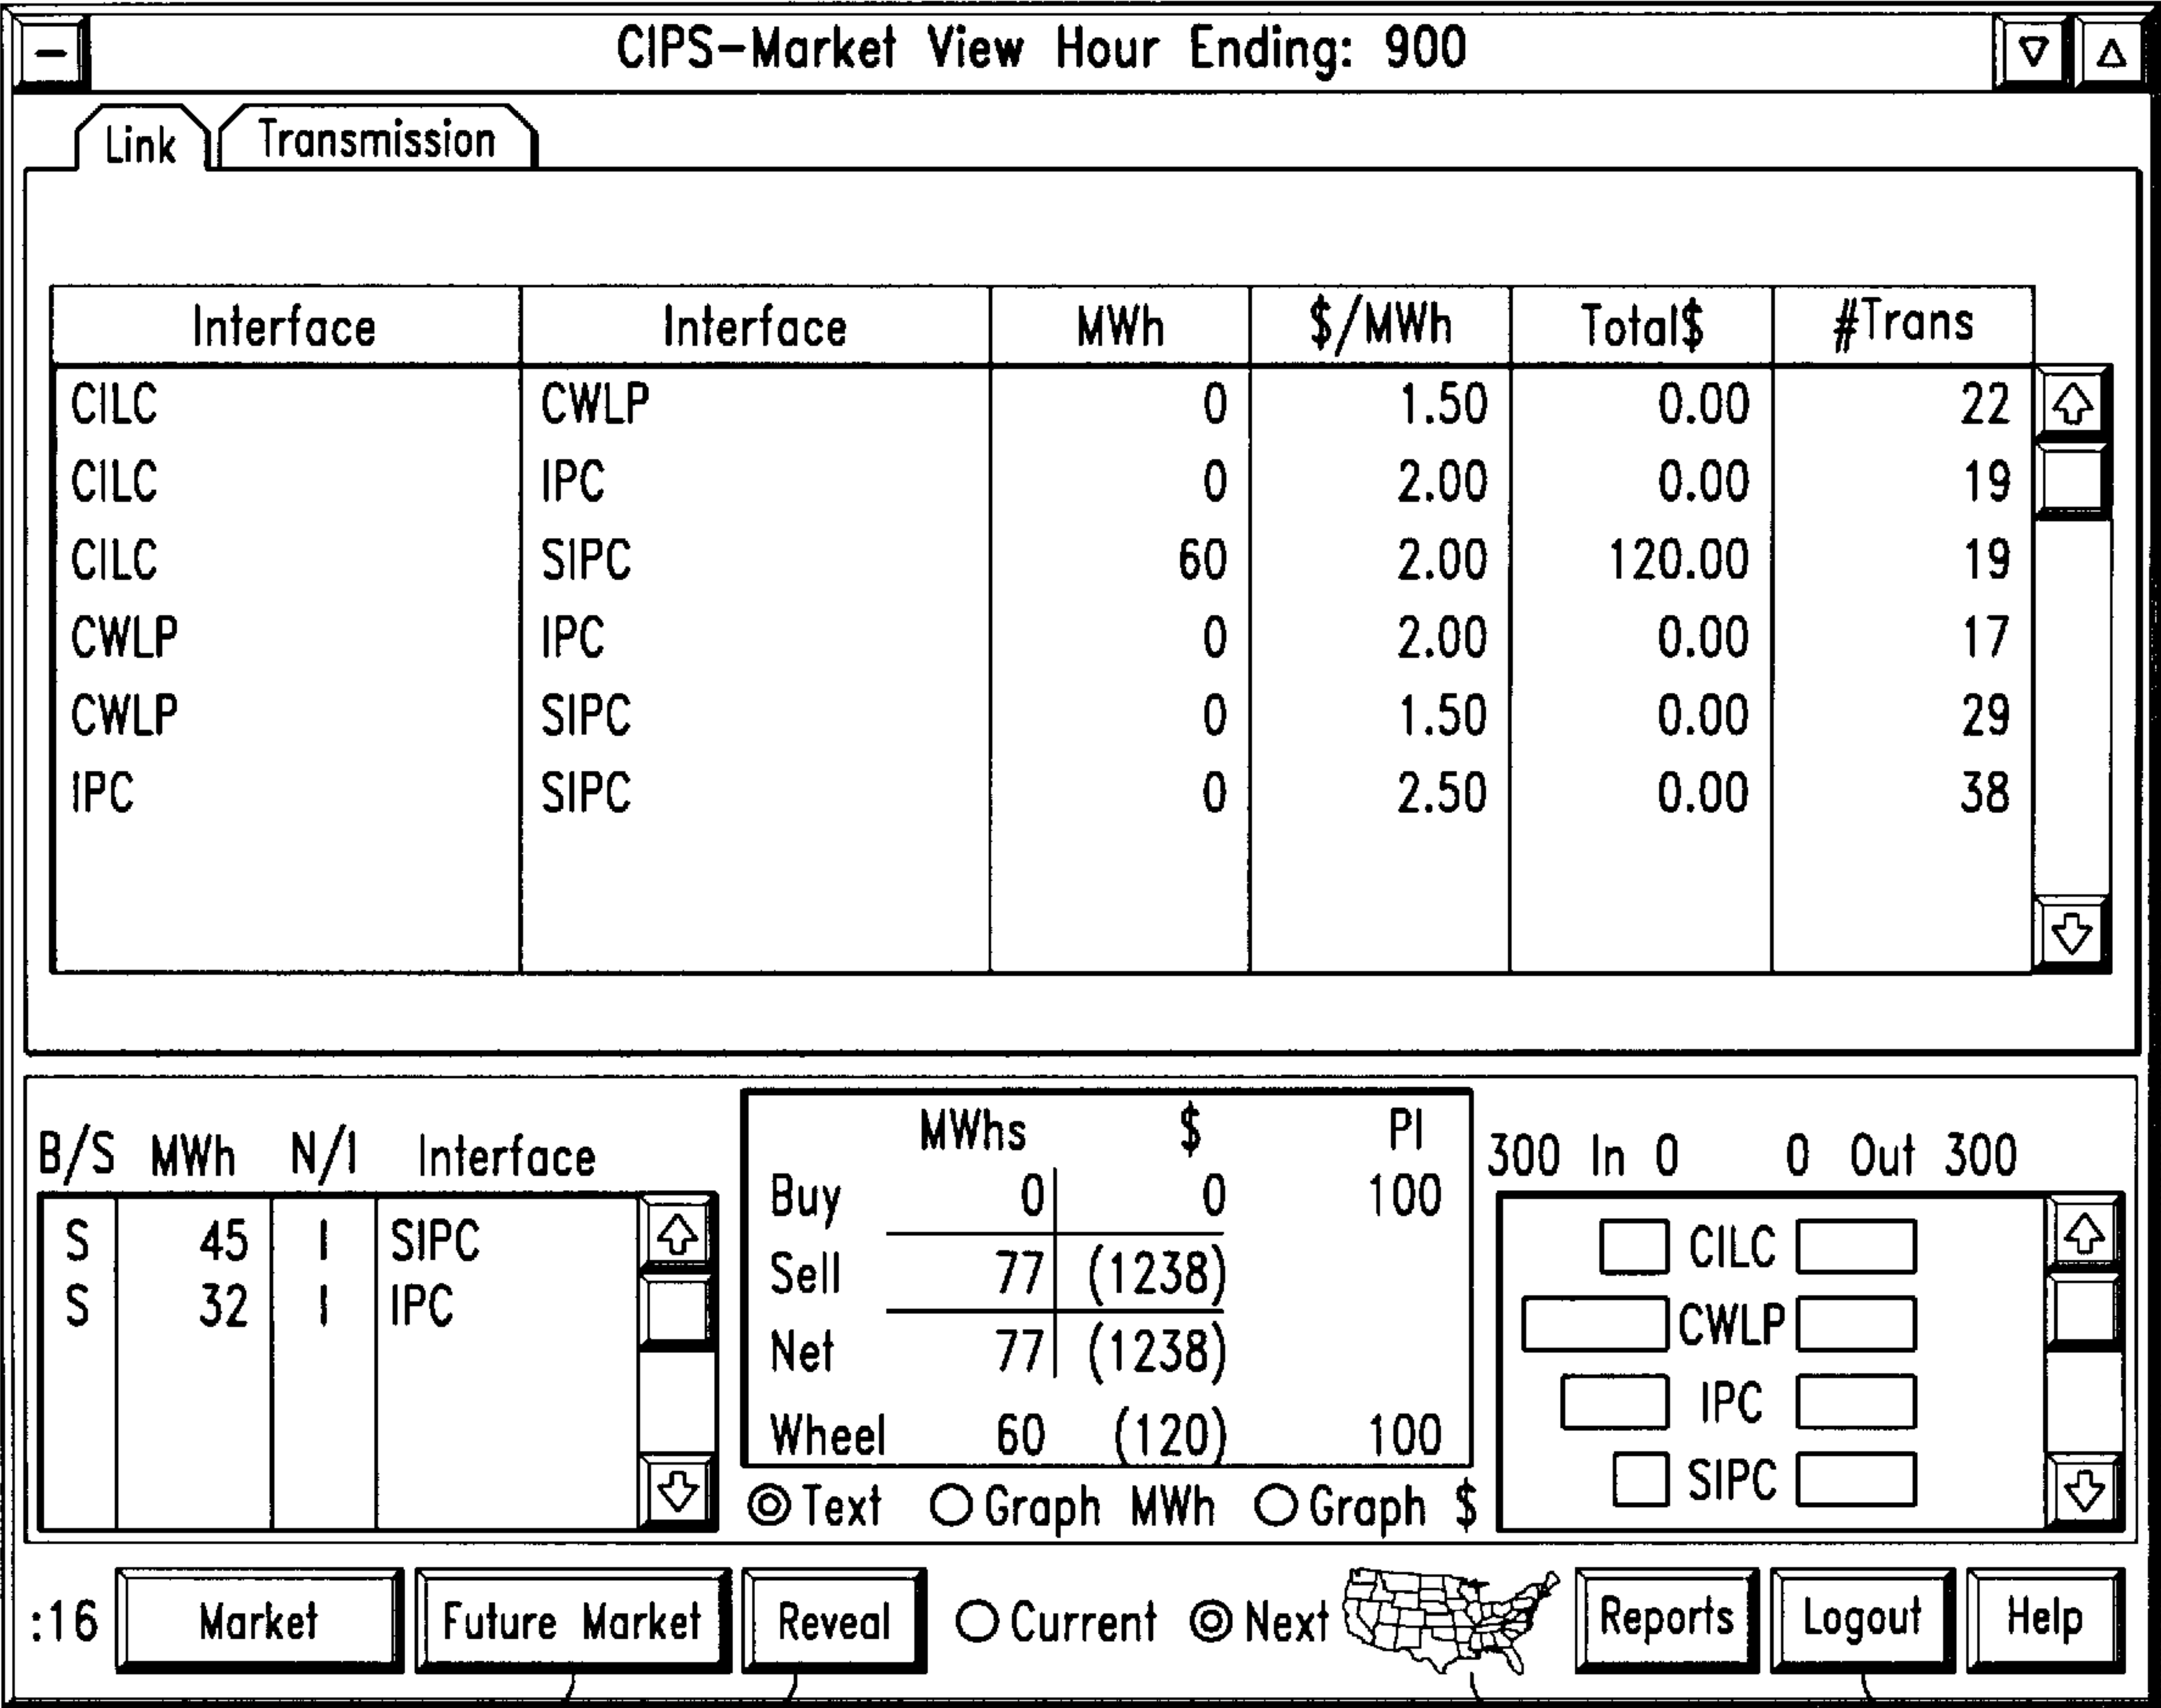 CIPS-Market View Hour Ending: 900
Link Transmission
Interface Interface MWh $/MWh Total$ #Trans
CILC CWLP 0 1.50 0.00 22
CILC IPC 0 2.00 0.00 19
CILC SIPC 60 2.00 120.00 19
CWLP IPC 0 2.00 0.00 17
CWLP SIPC 0 1.50 0.00 29
IPC SIPC 0 2.50 0.00 38
B/S MWh N/I Interface
S 45 I SIPC
S 32 I IPC
MWhs $ PI
Buy 0 0 100
Sell 77 (1238)
Net 77 (1238)
Wheel 60 (120) 100
Text Graph MWh Graph $
300 In 0 0 Out 300
CILC
CWLP
IPC
SIPC
:16 Market Future Market Reveal Current Next Reports Logout Help